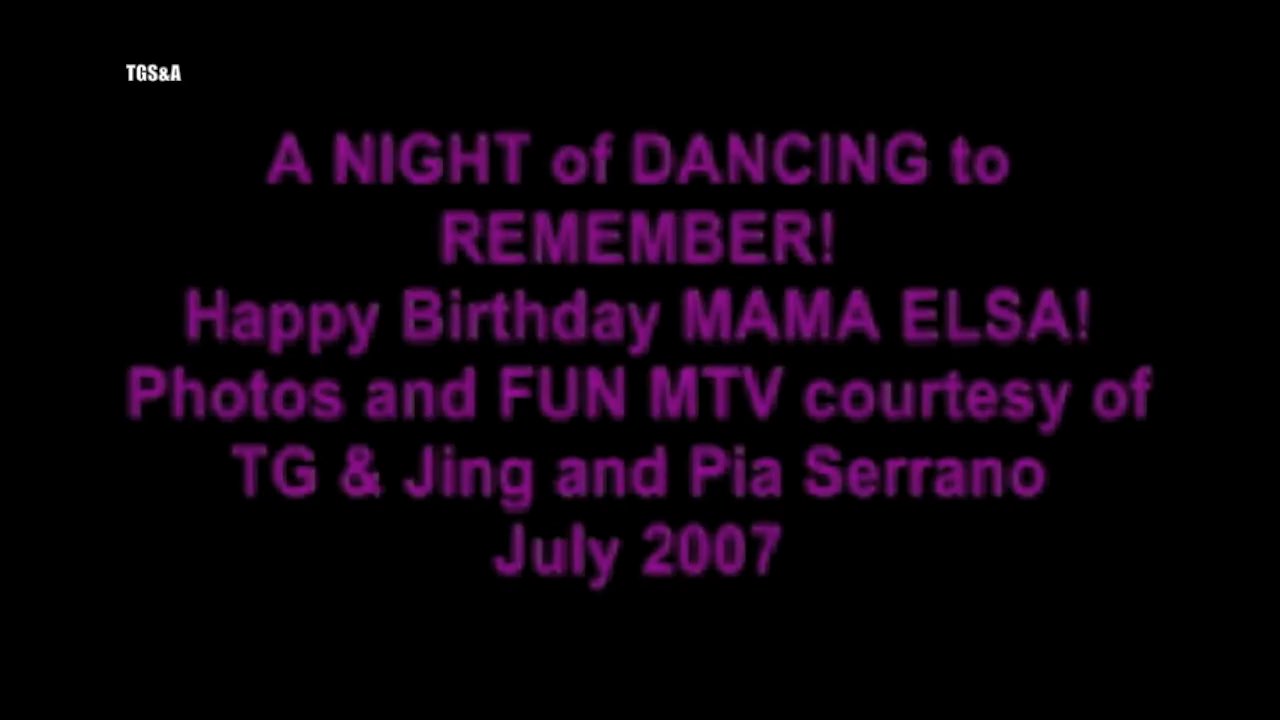 TGS&A
A NIGHT of DANCING to
REMEMBER!
Happy Birthday MAMA ELSA!
Photos and FUN MTV courtesy of
TG & Jing and Pia Serrano
July 2007